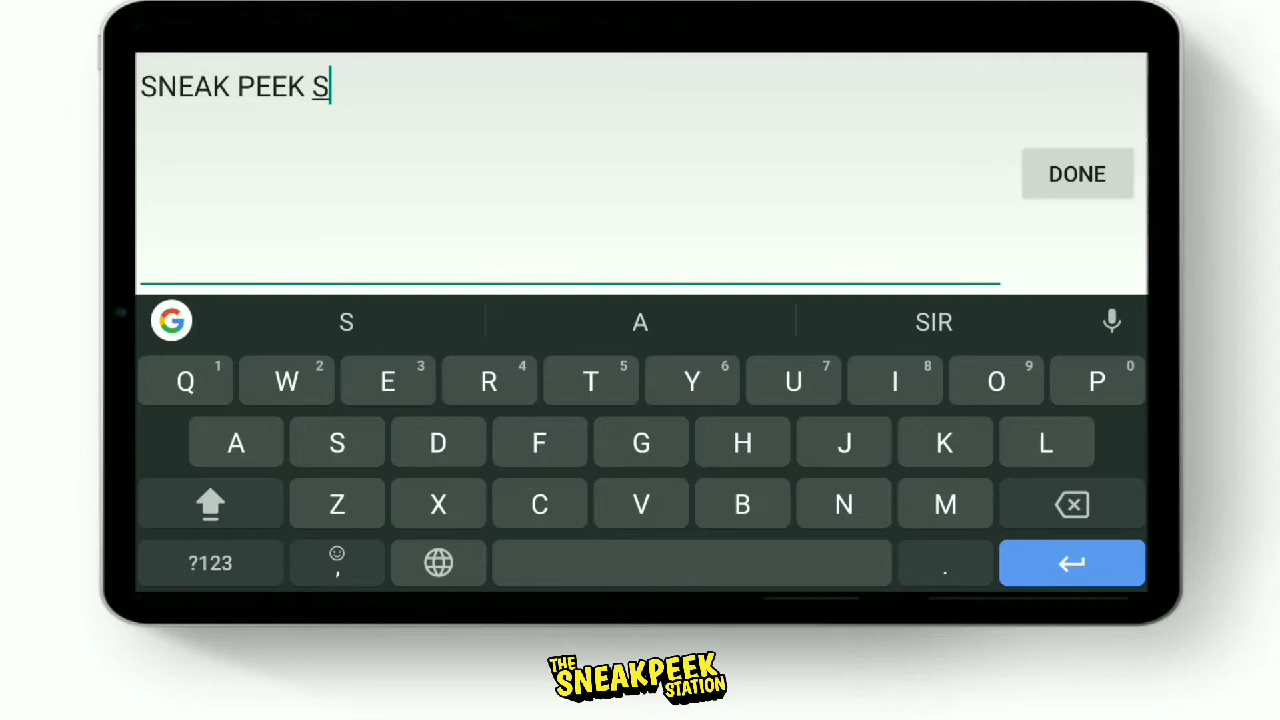 SNEAK PEEK S
DONE
S A SIR
Q 1 W 2 E 3 R 4 T 5 Y 6 U 7 I 8 O 9 P 0
A S D F G H J K L
Z X C V B N M
?123 , .
THE
SNEAKPEEK
STATION